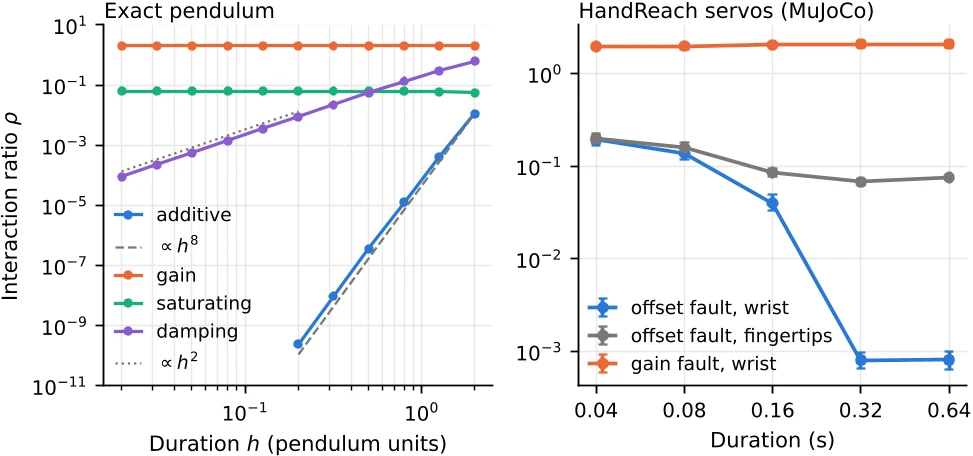 Exact pendulum
Interaction ratio ρ
10^1
10^−1
10^−3
10^−5
10^−7
10^−9
10^−11
additive
∝ h^8
gain
saturating
damping
∝ h^2
10^−1
10^0
Duration h (pendulum units)
HandReach servos (MuJoCo)
10^0
10^−1
10^−2
10^−3
offset fault, wrist
offset fault, fingertips
gain fault, wrist
0.04 0.08 0.16 0.32 0.64
Duration (s)